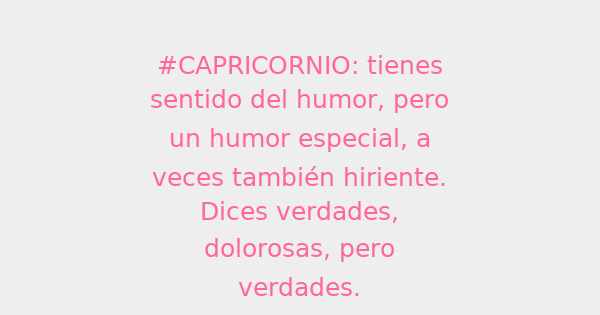 #CAPRICORNIO: tienes
sentido del humor, pero
un humor especial, a
veces también hiriente.
Dices verdades,
dolorosas, pero
verdades.